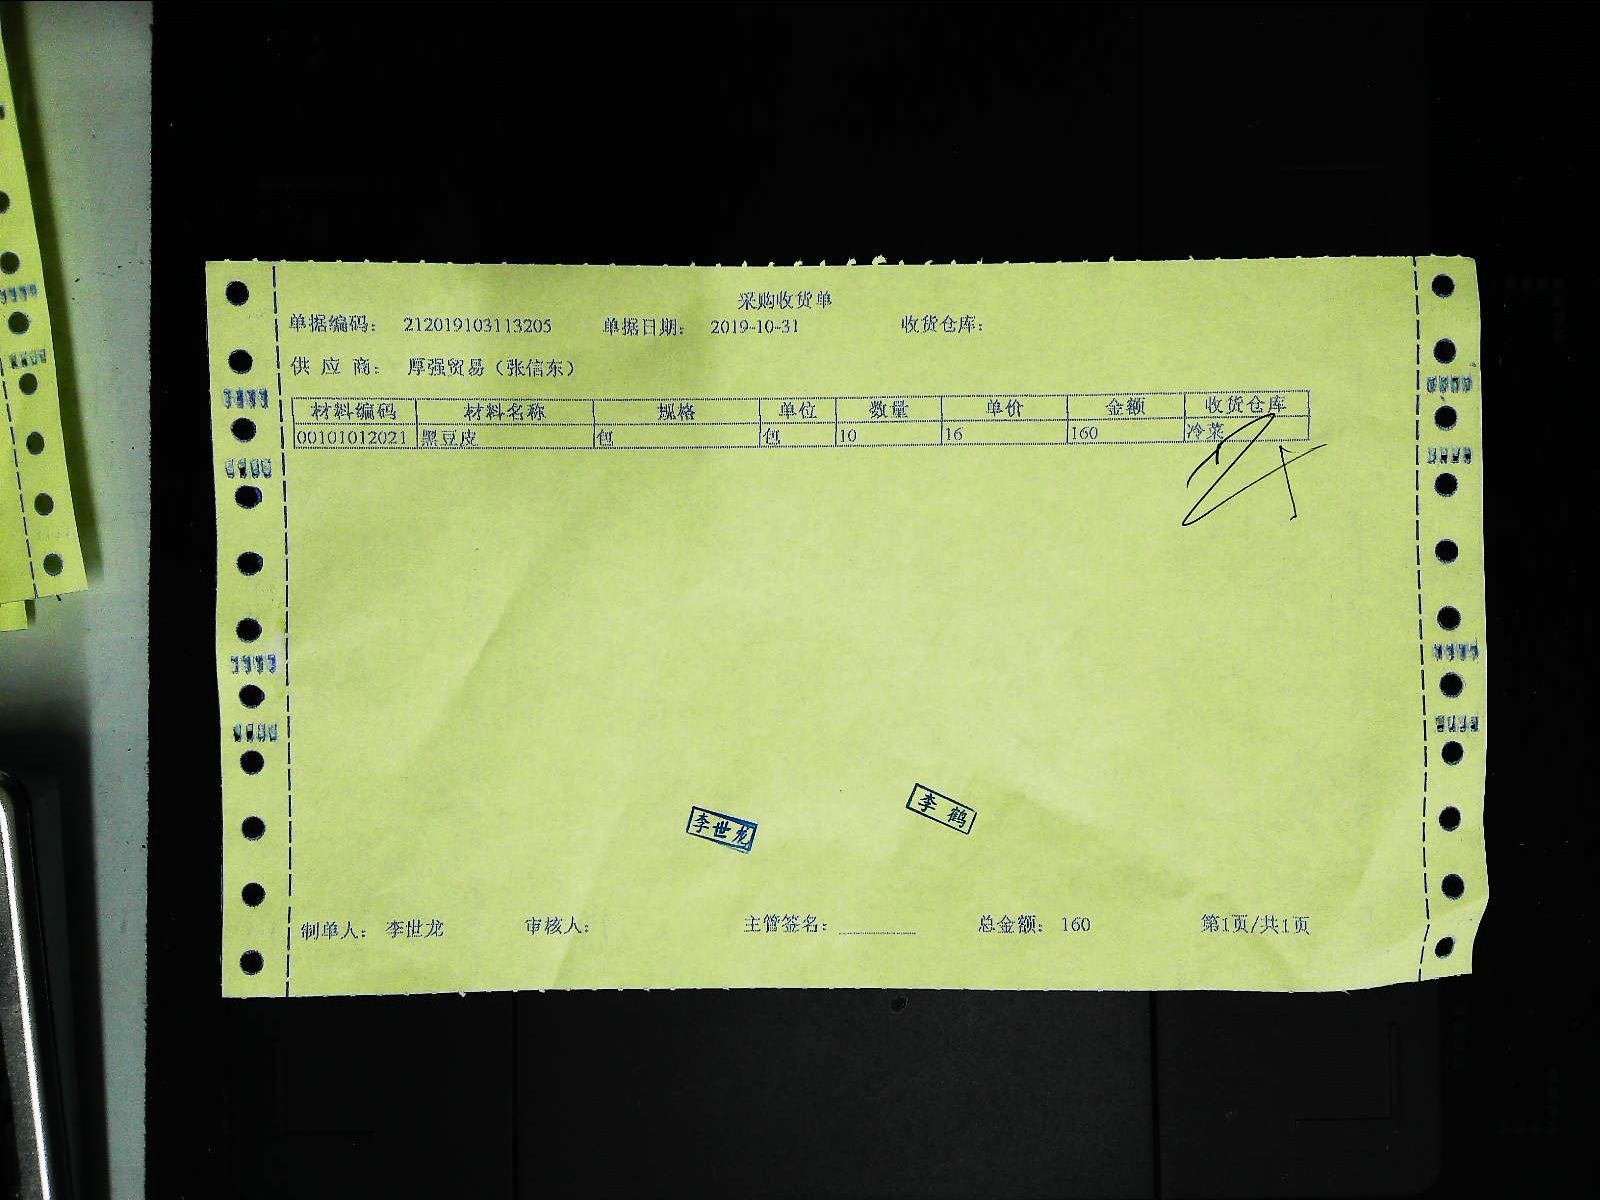 采购收货单
单据编码： 212019103113205 单据日期： 2019-10-31 收货仓库：
供 应 商： 厚强贸易（张信东）
材料编码 材料名称 规格 单位 数量 单价 金额 收货仓库
00101012021 黑豆皮 包 包 10 16 160 冷菜
李世龙 李鹤
制单人： 李世龙 审核人： 主管签名： 总金额： 160 第1页/共1页